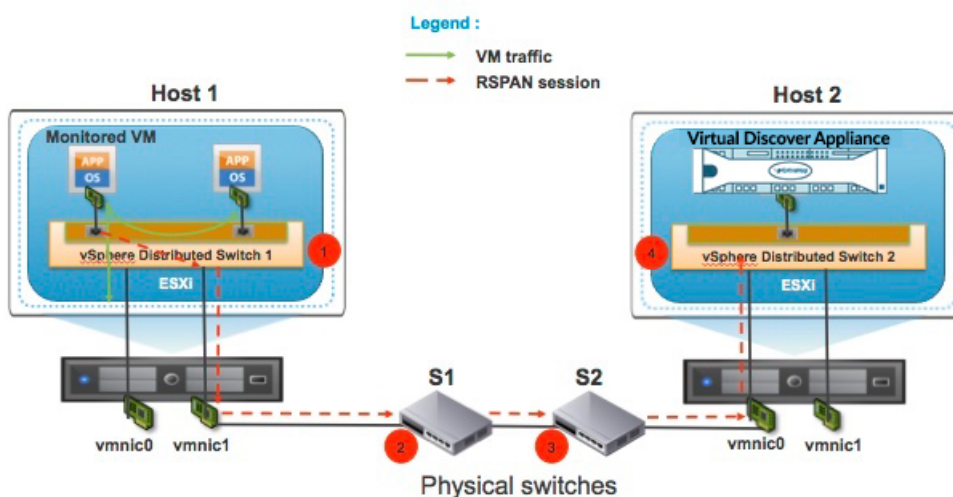 Legend :
VM traffic
RSPAN session
Host 1
Host 2
Monitored VM
Virtual Discover Appliance
APP
OS
APP
OS
vSphere Distributed Switch 1
1
4
vSphere Distributed Switch 2
ESXi
ESXi
S1
S2
vmnic0
vmnic1
2
3
vmnic0
vmnic1
Physical switches